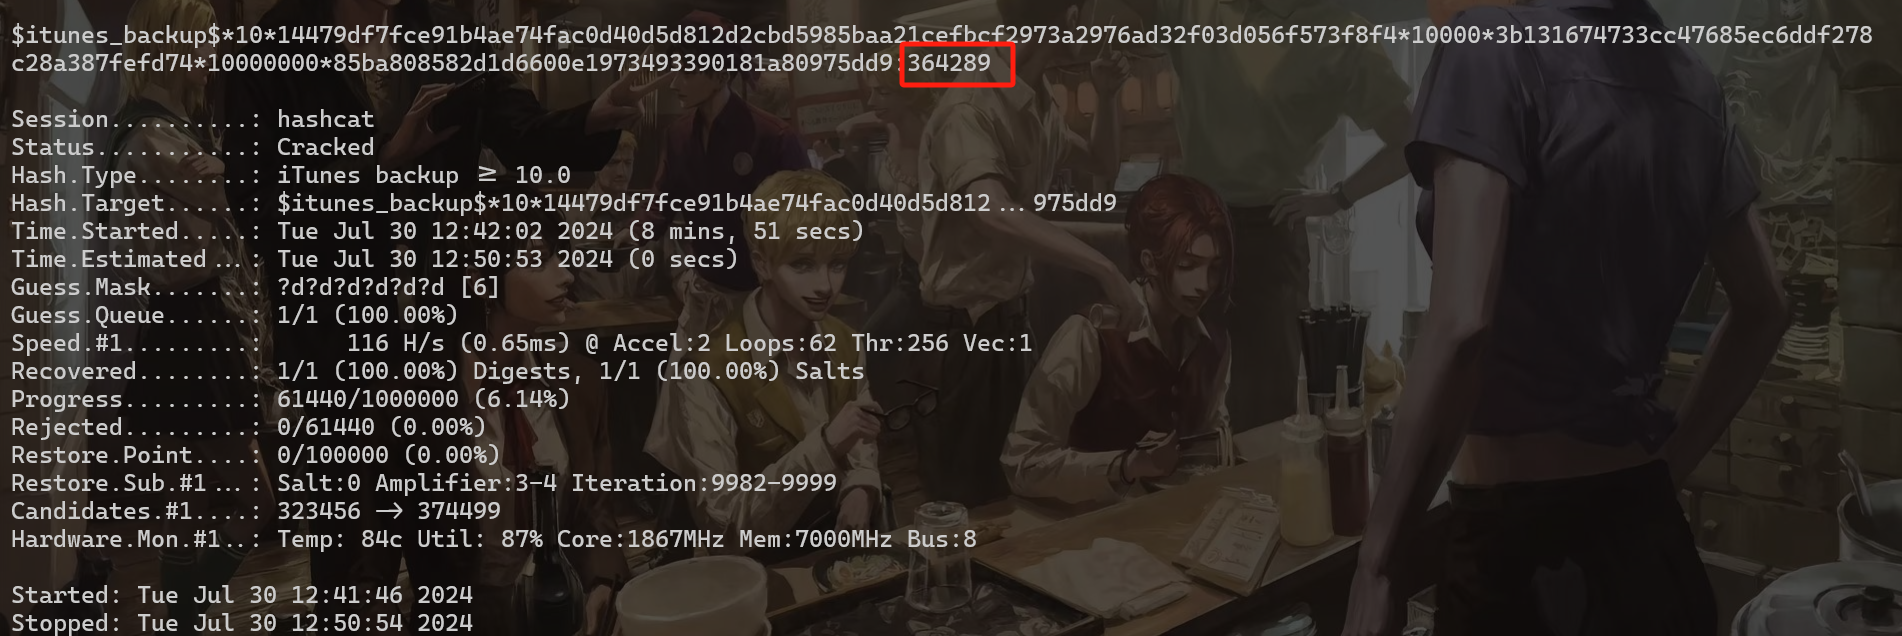 $itunes_backup$*10*14479df7fce91b4ae74fac0d40d5d812d2cbd5985baa21cefbcf2973a2976ad32f03d056f573f8f4*10000*3b131674733cc47685ec6ddf278
c28a387fefd74*10000000*85ba808582d1d6600e1973493390181a80975dd9:364289
Session..........: hashcat
Status...........: Cracked
Hash.Type........: iTunes backup ≥ 10.0
Hash.Target......: $itunes_backup$*10*14479df7fce91b4ae74fac0d40d5d812...975dd9
Time.Started.....: Tue Jul 30 12:42:02 2024 (8 mins, 51 secs)
Time.Estimated...: Tue Jul 30 12:50:53 2024 (0 secs)
Guess.Mask.......: ?d?d?d?d?d?d [6]
Guess.Queue......: 1/1 (100.00%)
Speed.#1.........:      116 H/s (0.65ms) @ Accel:2 Loops:62 Thr:256 Vec:1
Recovered........: 1/1 (100.00%) Digests, 1/1 (100.00%) Salts
Progress.........: 61440/1000000 (6.14%)
Rejected.........: 0/61440 (0.00%)
Restore.Point....: 0/100000 (0.00%)
Restore.Sub.#1...: Salt:0 Amplifier:3-4 Iteration:9982-9999
Candidates.#1....: 323456 -> 374499
Hardware.Mon.#1..: Temp: 84c Util: 87% Core:1867MHz Mem:7000MHz Bus:8
Started: Tue Jul 30 12:41:46 2024
Stopped: Tue Jul 30 12:50:54 2024